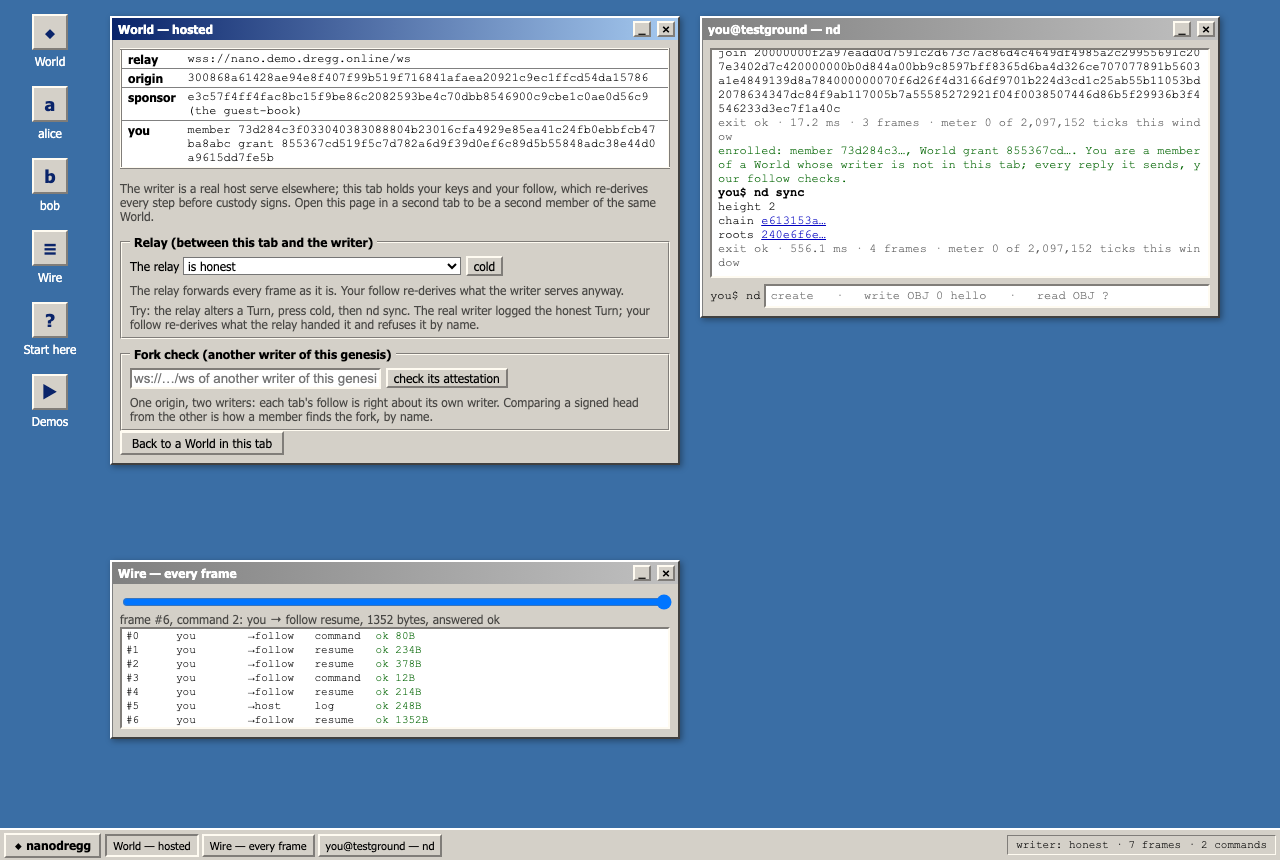 World
alice
bob
Wire
Start here
Demos
World — hosted
relay wss://nano.demo.dregg.online/ws
origin 300868a61428ae94e8f407f99b519f716841afaea20921c9ec1ffcd54da15786
sponsor e3c57f4ff4fac8bc15f9be86c2082593be4c70dbb8546900c9cbe1c0ae0d56c9
(the guest-book)
you member 73d284c3f033040383088804b23016cfa4929e85ea41c24fb0ebbfcb47
ba8abc grant 855367cd519f5c7d782a6d9f39d0ef6c89d5b55848adc38e44d0
a9615dd7fe5b
The writer is a real host serve elsewhere; this tab holds your keys and your follow, which re-derives
every step before custody signs. Open this page in a second tab to be a second member of the same
World.
Relay (between this tab and the writer)
The relay is honest cold
The relay forwards every frame as it is. Your follow re-derives what the writer serves anyway.
Try: the relay alters a Turn, press cold, then nd sync. The real writer logged the honest Turn; your
follow re-derives what the relay handed it and refuses it by name.
Fork check (another writer of this genesis)
ws://…/ws of another writer of this genesi check its attestation
One origin, two writers: each tab's follow is right about its own writer. Comparing a signed head
from the other is how a member finds the fork, by name.
Back to a World in this tab
you@testground — nd
join 20000000f2a97eadd0d7591c2d673c7ac86d4c4649df4985a2c29955691c20
7e3402d7c420000000b0d844a00bb9c8597bff8365d6ba4d326ce707077891b5603
a1e4849139d8a784000000070f6d26f4d3166df9701b224d3cd1c25ab55b11053bd
2078634347dc84f9ab117005b7a55585272921f04f0038507446d86b5f29936b3f4
546233d3ec7f1a40c
exit ok · 17.2 ms · 3 frames · meter 0 of 2,097,152 ticks this wind
ow
enrolled: member 73d284c3…, World grant 855367cd…. You are a member
of a World whose writer is not in this tab; every reply it sends, y
our follow checks.
you$ nd sync
height 2
chain e613153a…
roots 240e6f6e…
exit ok · 556.1 ms · 4 frames · meter 0 of 2,097,152 ticks this win
dow
you$ nd create · write OBJ 0 hello · read OBJ ?
Wire — every frame
frame #6, command 2: you → follow resume, 1352 bytes, answered ok
#0 you →follow command ok 80B
#1 you →follow resume ok 234B
#2 you →follow resume ok 378B
#3 you →follow command ok 12B
#4 you →follow resume ok 214B
#5 you →host log ok 248B
#6 you →follow resume ok 1352B
nanodregg World — hosted Wire — every frame you@testground — nd
writer: honest · 7 frames · 2 commands